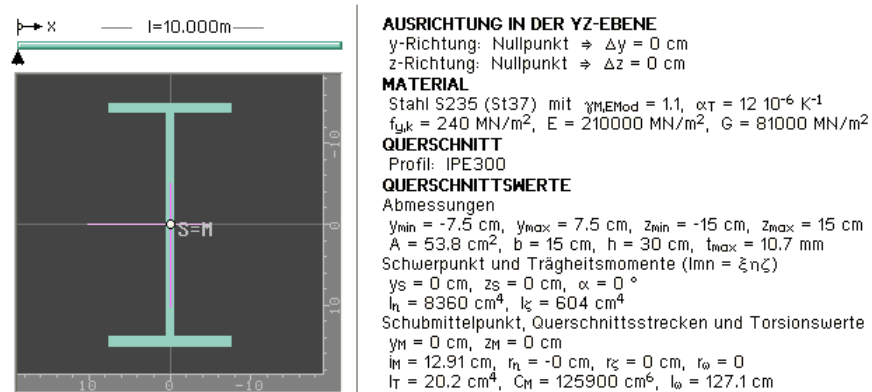 x l=10.000m
S=M
-10
0
10
10 0 -10
AUSRICHTUNG IN DER YZ-EBENE
y-Richtung: Nullpunkt ⇒ Δy = 0 cm
z-Richtung: Nullpunkt ⇒ Δz = 0 cm
MATERIAL
Stahl S235 (St37) mit γM,EMod = 1.1, αT = 12 10⁻⁶ K⁻¹
fy,k = 240 MN/m², E = 210000 MN/m², G = 81000 MN/m²
QUERSCHNITT
Profil: IPE300
QUERSCHNITTSWERTE
Abmessungen
ymin = -7.5 cm, ymax = 7.5 cm, zmin = -15 cm, zmax = 15 cm
A = 53.8 cm², b = 15 cm, h = 30 cm, tmax = 10.7 mm
Schwerpunkt und Trägheitsmomente (lmn = ξηζ)
yS = 0 cm, zS = 0 cm, α = 0 °
Iη = 8360 cm⁴, Iζ = 604 cm⁴
Schubmittelpunkt, Querschnittsstrecken und Torsionswerte
yM = 0 cm, zM = 0 cm
iM = 12.91 cm, rη = -0 cm, rζ = 0 cm, rω = 0
IT = 20.2 cm⁴, CM = 125900 cm⁶, lω = 127.1 cm